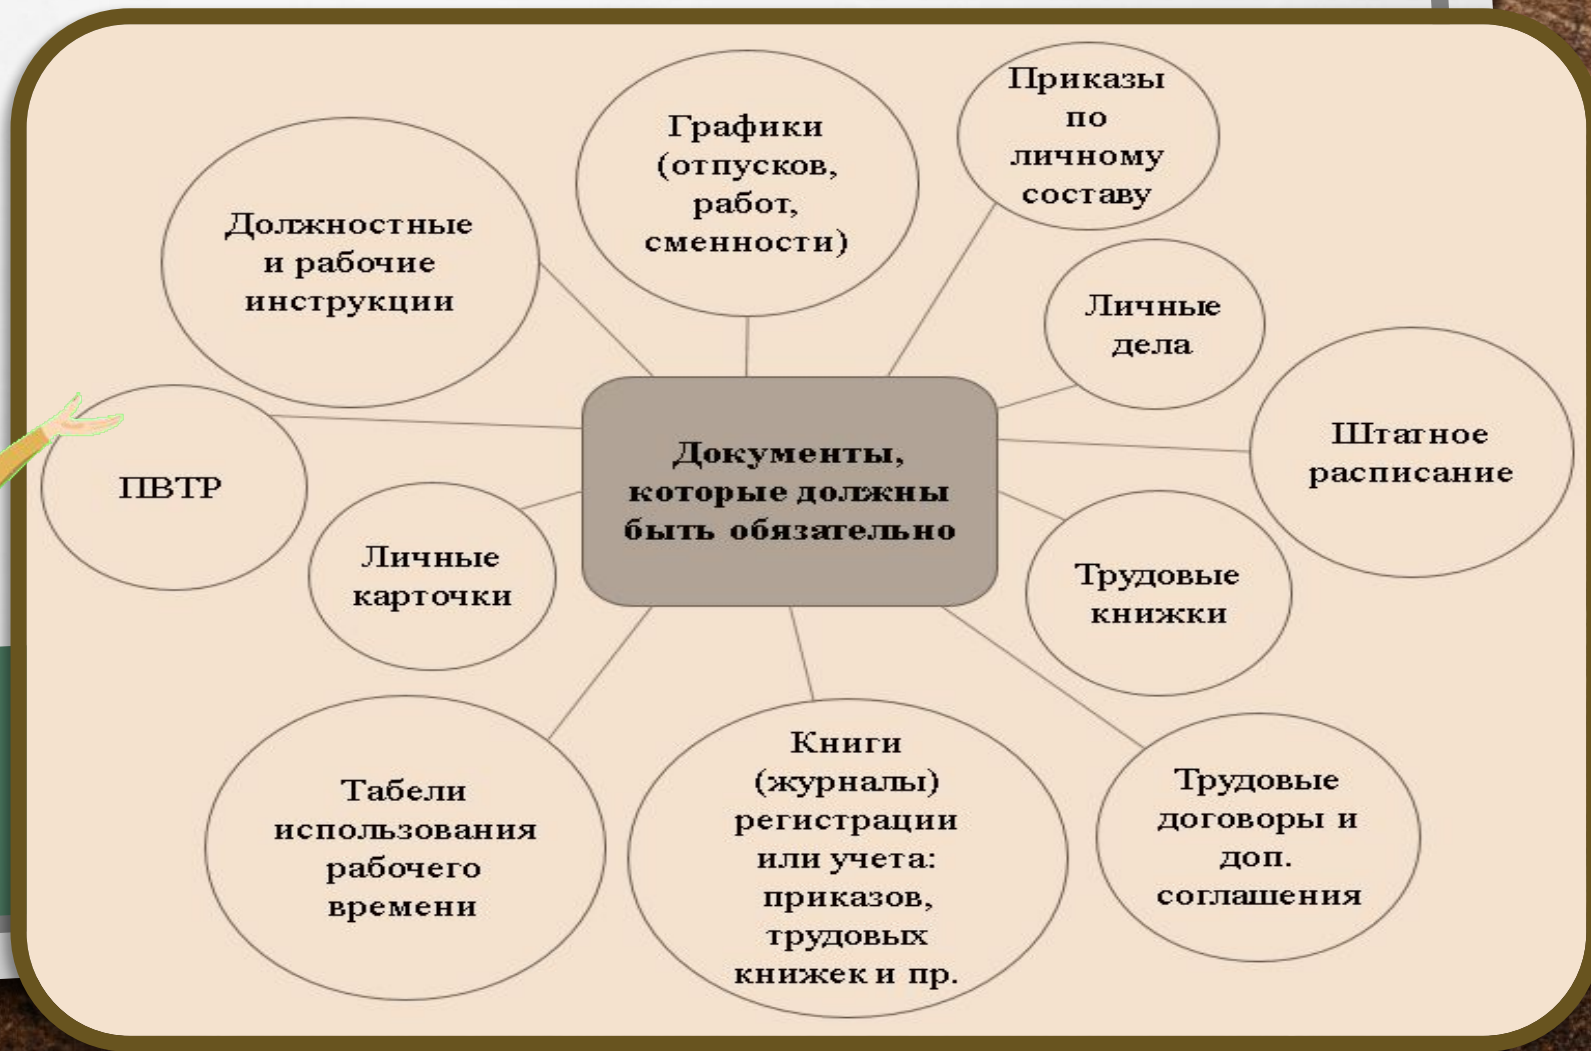 Приказы
по
личному
составу
Графики
(отпусков,
работ,
сменности)
Должностные
и рабочие
инструкции
Личные
дела
Штатное
расписание
Документы,
которые должны
быть обязательно
ПВТР
Личные
карточки
Трудовые
книжки
Табели
использования
рабочего
времени
Книги
(журналы)
регистрации
или учета:
приказов,
трудовых
книжек и пр.
Трудовые
договоры и
доп.
соглашения